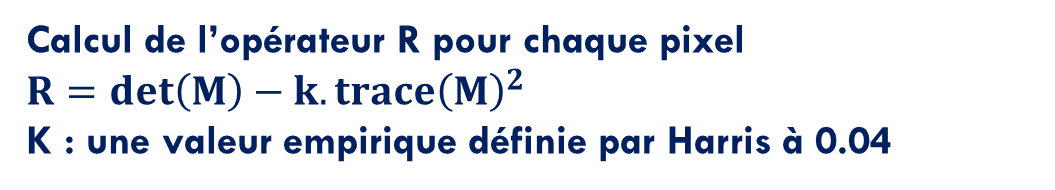 Calcul de l’opérateur R pour chaque pixel
R = det(M) − k.trace(M)²
K : une valeur empirique définie par Harris à 0.04